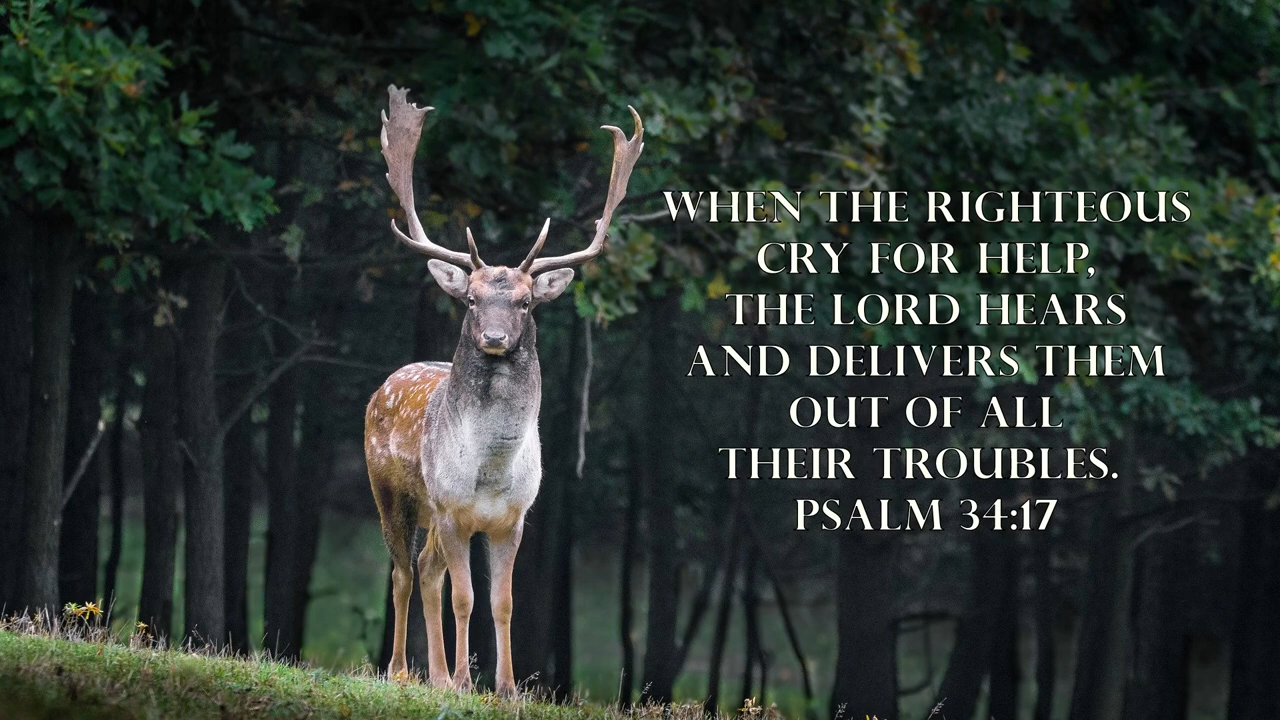 WHEN THE RIGHTEOUS
CRY FOR HELP,
THE LORD HEARS
AND DELIVERS THEM
OUT OF ALL
THEIR TROUBLES.
PSALM 34:17